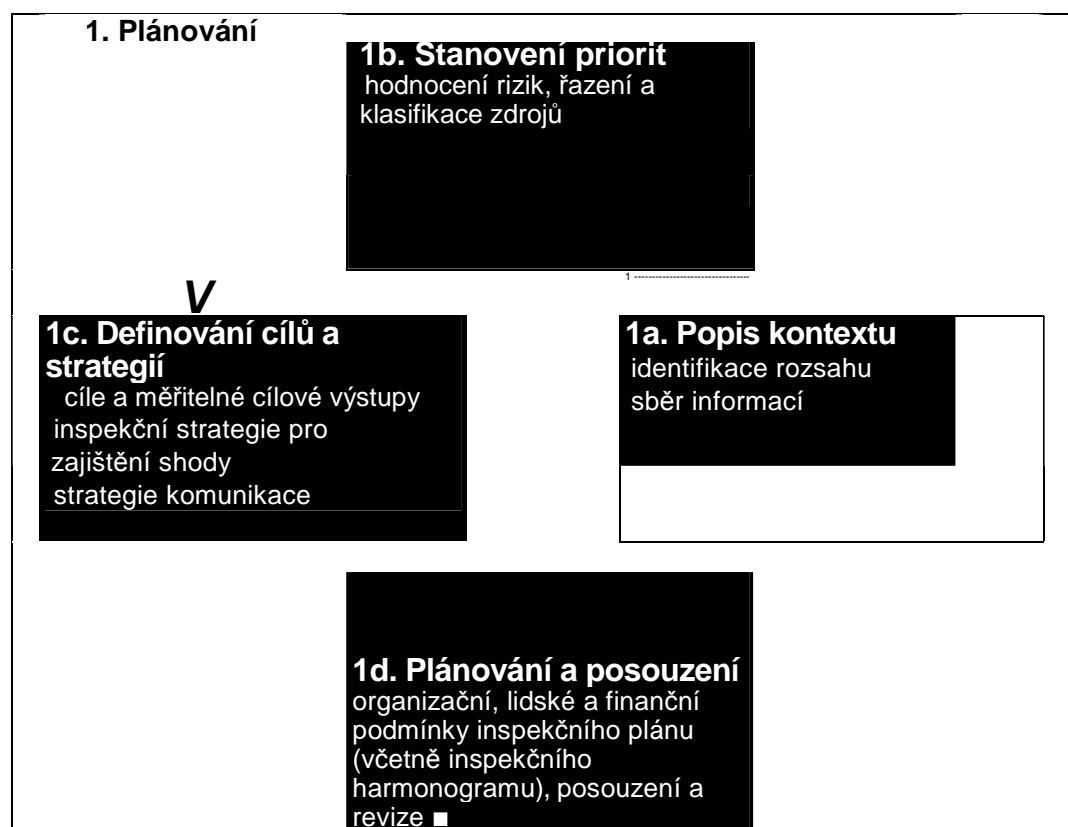 1. Plánování
1b. Stanovení priorit
hodnocení rizik, řazení a
klasifikace zdrojů
1 --------------------------------
V
1c. Definování cílů a
strategií
cíle a měřitelné cílové výstupy
inspekční strategie pro
zajištění shody
strategie komunikace
1a. Popis kontextu
identifikace rozsahu
sběr informací
1d. Plánování a posouzení
organizační, lidské a finanční
podmínky inspekčního plánu
(včetně inspekčního
harmonogramu), posouzení a
revize ■